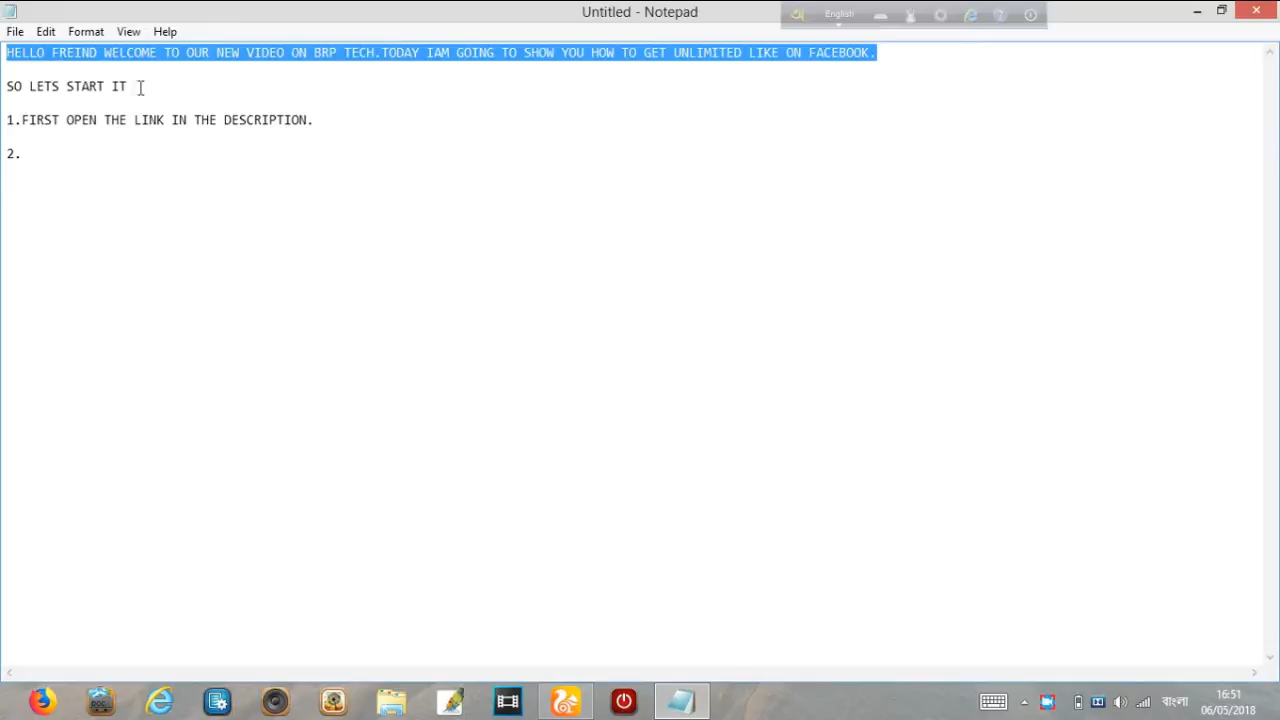 Untitled - Notepad
English
File Edit Format View Help
HELLO FREIND WELCOME TO OUR NEW VIDEO ON BRP TECH.TODAY IAM GOING TO SHOW YOU HOW TO GET UNLIMITED LIKE ON FACEBOOK.
SO LETS START IT
1.FIRST OPEN THE LINK IN THE DESCRIPTION.
2.
DOC
বাংলা
16:51
06/05/2018